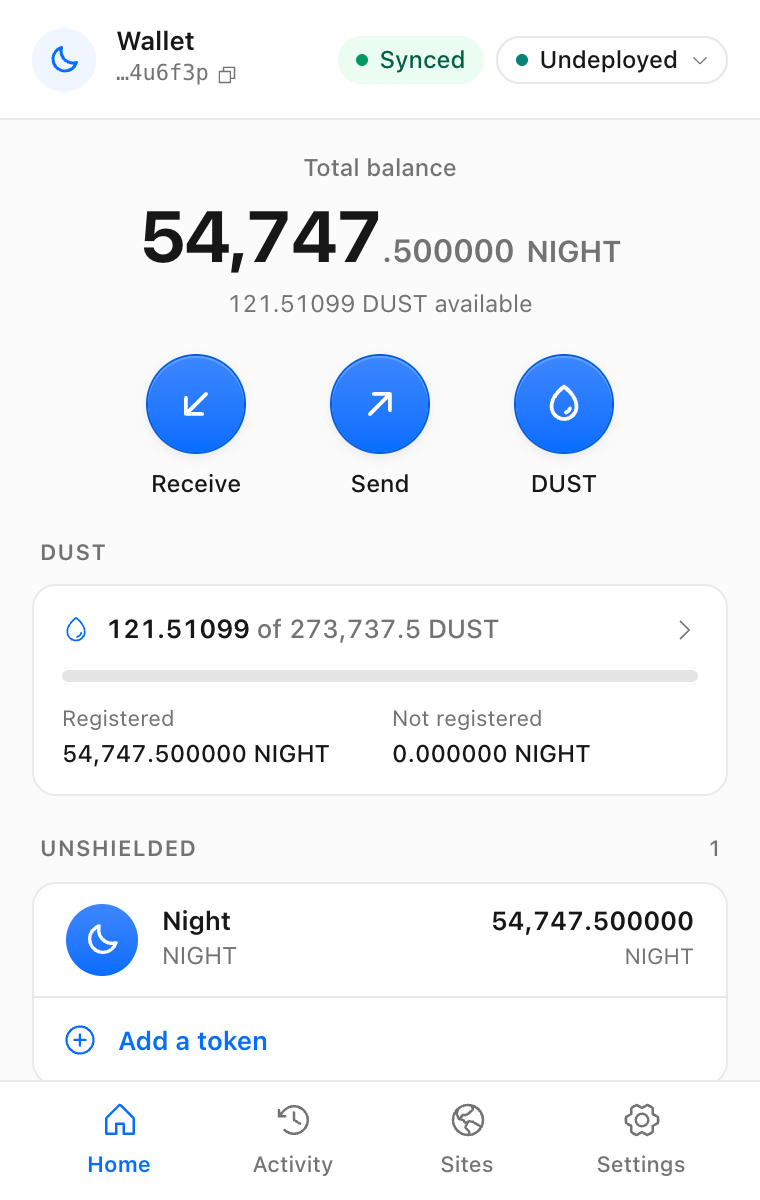 Wallet
…4u6f3p
Synced
Undeployed
Total balance
54,747.500000 NIGHT
121.51099 DUST available
Receive
Send
DUST
DUST
121.51099 of 273,737.5 DUST
Registered
Not registered
54,747.500000 NIGHT
0.000000 NIGHT
UNSHIELDED
1
Night
54,747.500000
NIGHT
NIGHT
Add a token
Home
Activity
Sites
Settings